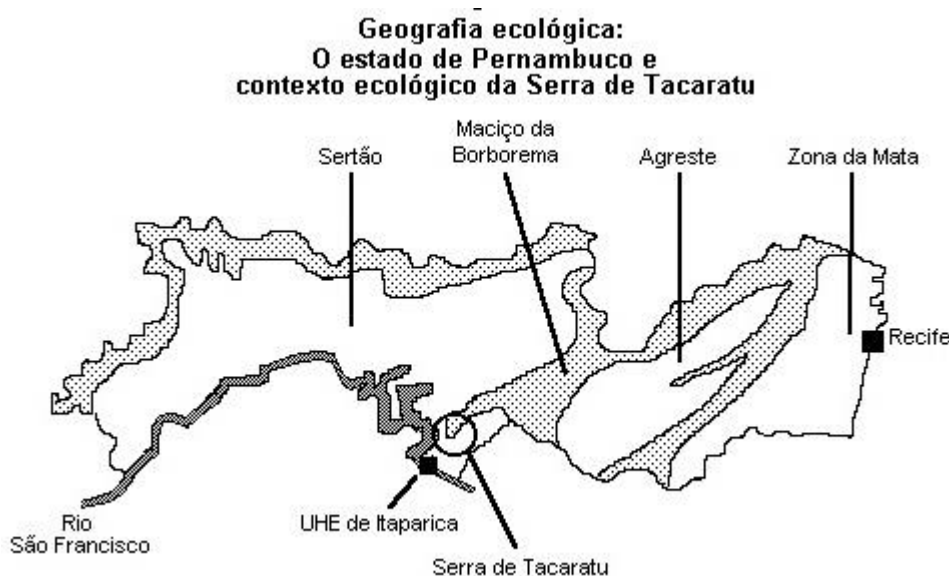 Geografia ecológica:
O estado de Pernambuco e
contexto ecológico da Serra de Tacaratu
Maciço da
Borborema
Sertão
Agreste
Zona da Mata
Recife
UHE de Itaparica
Rio
São Francisco
Serra de Tacaratu